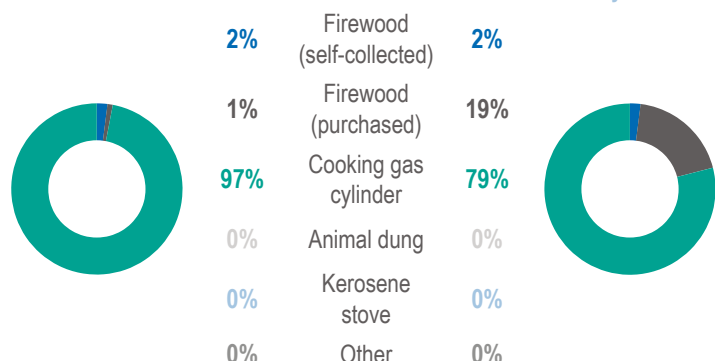 2% Firewood (self-collected) 2%
1% Firewood (purchased) 19%
97% Cooking gas cylinder 79%
0% Animal dung 0%
0% Kerosene stove 0%
0% Other 0%